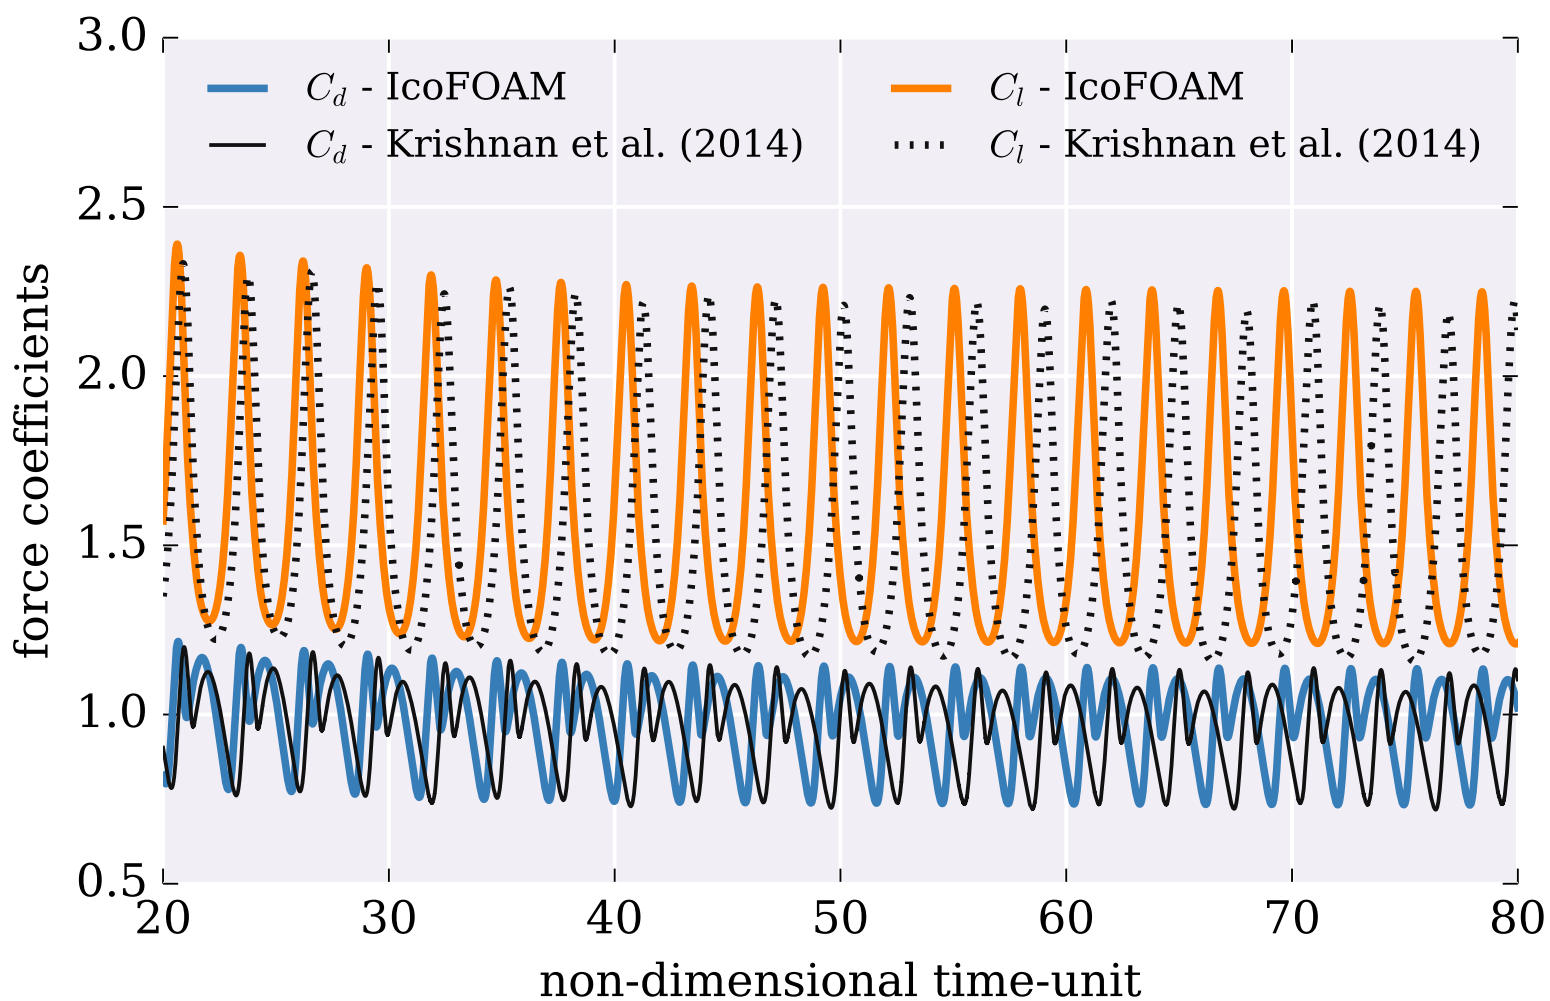 3.0
C_d - IcoFOAM
C_l - IcoFOAM
C_d - Krishnan et al. (2014)
C_l - Krishnan et al. (2014)
2.5
2.0
1.5
1.0
0.5
force coefficients
20 30 40 50 60 70 80
non-dimensional time-unit